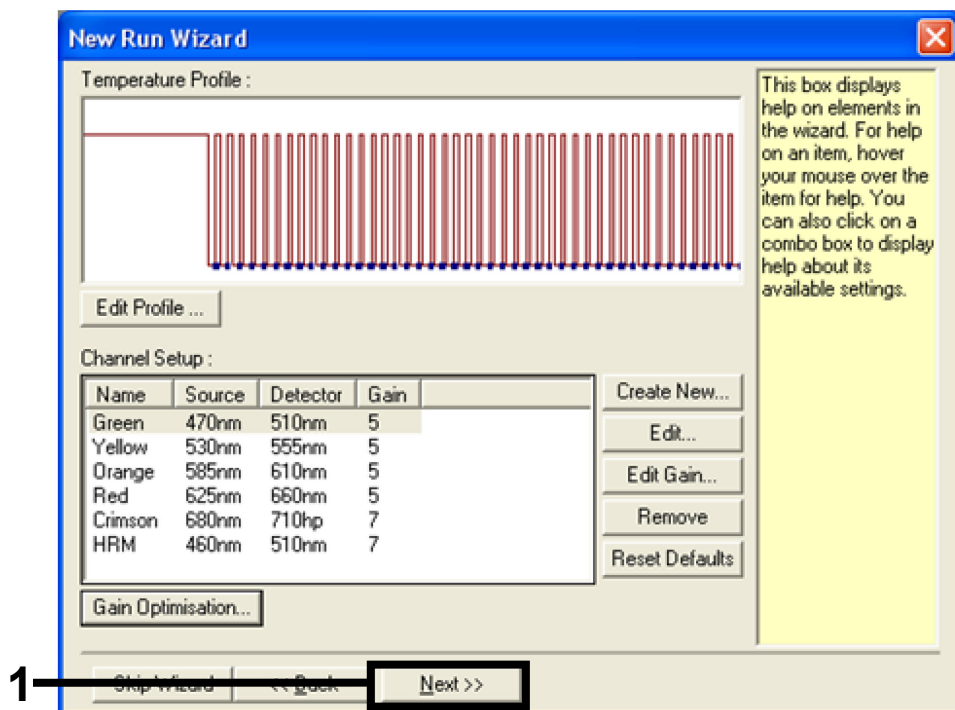 New Run Wizard
Temperature Profile :
This box displays
help on elements in
the wizard. For help
on an item, hover
your mouse over the
item for help. You
can also click on a
combo box to display
help about its
available settings.
Edit Profile ...
Channel Setup :
Name Source Detector Gain
Green 470nm 510nm 5
Yellow 530nm 555nm 5
Orange 585nm 610nm 5
Red 625nm 660nm 5
Crimson 680nm 710hp 7
HRM 460nm 510nm 7
Create New...
Edit...
Edit Gain...
Remove
Reset Defaults
Gain Optimisation...
1
Skip Wizard << Back Next >>